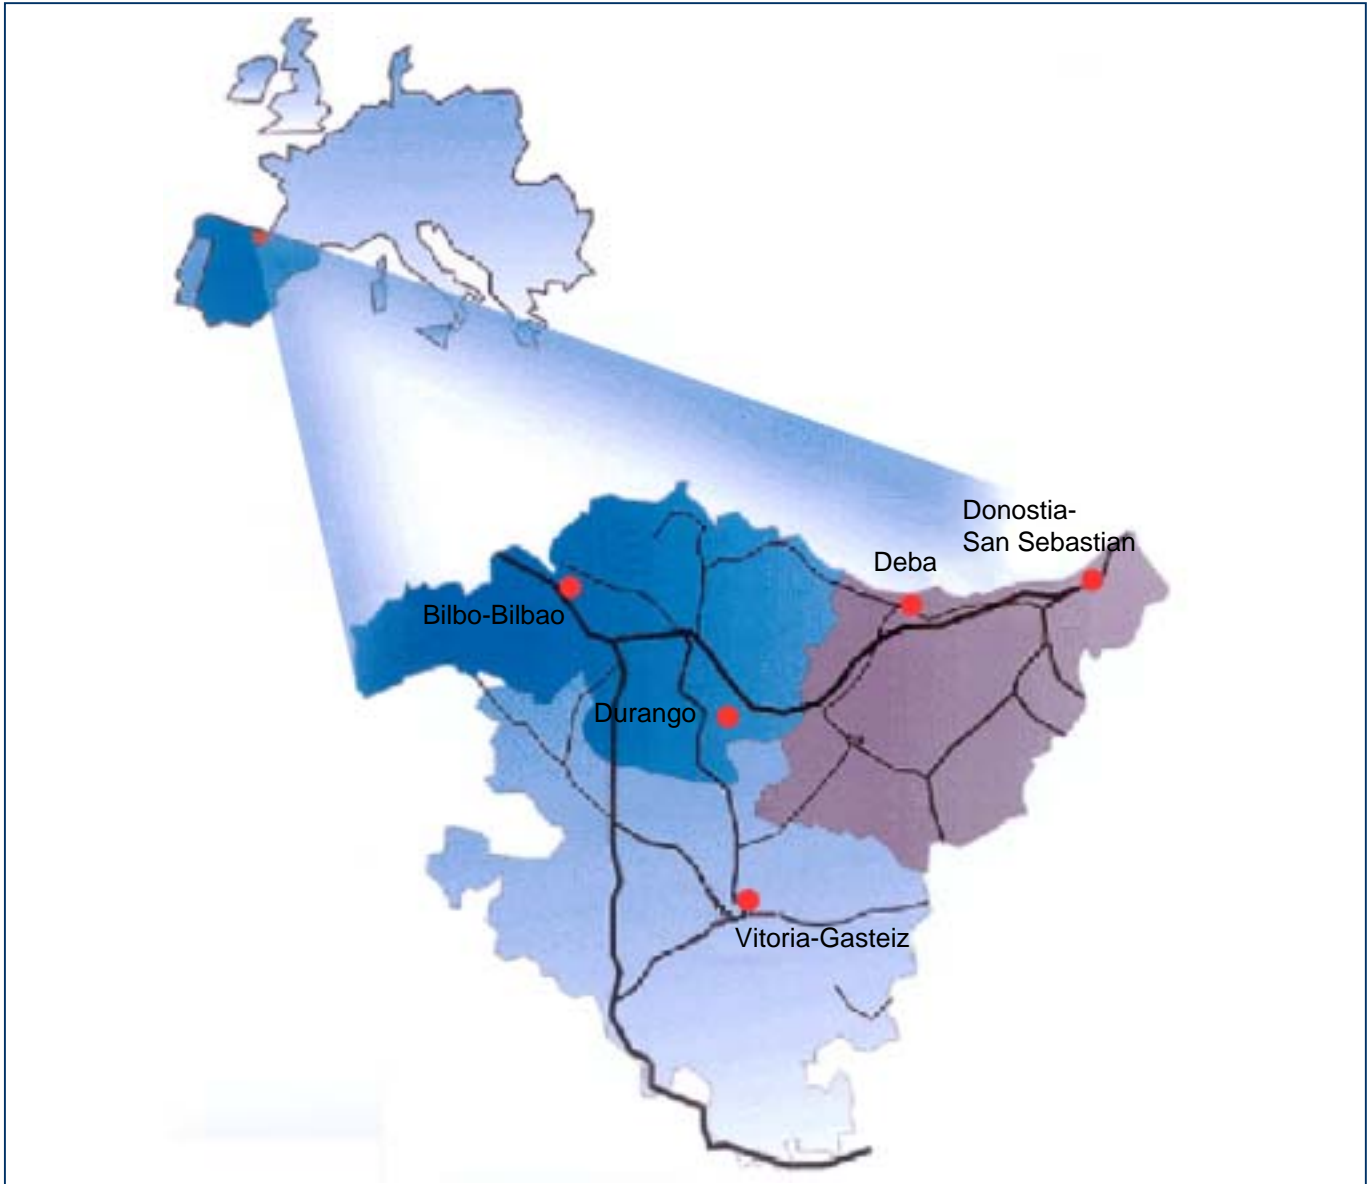 Donostia-
San Sebastian
Deba
Bilbo-Bilbao
Durango
Vitoria-Gasteiz